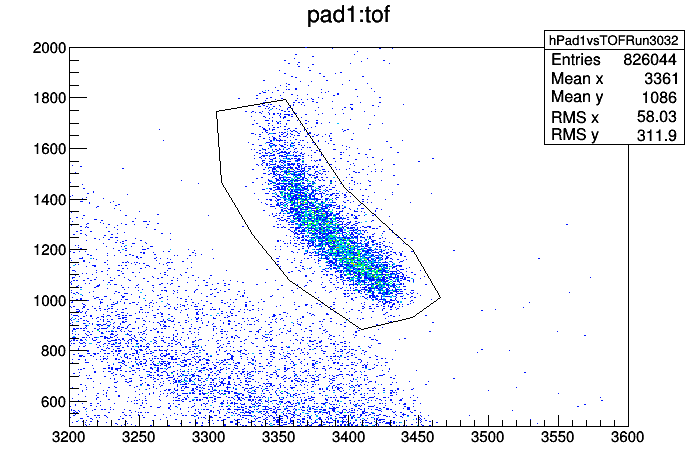 pad1:tof
hPad1vsTOFRun3032
Entries 826044
Mean x 3361
Mean y 1086
RMS x 58.03
RMS y 311.9
2000
1800
1600
1400
1200
1000
800
600
3200 3250 3300 3350 3400 3450 3500 3550 3600